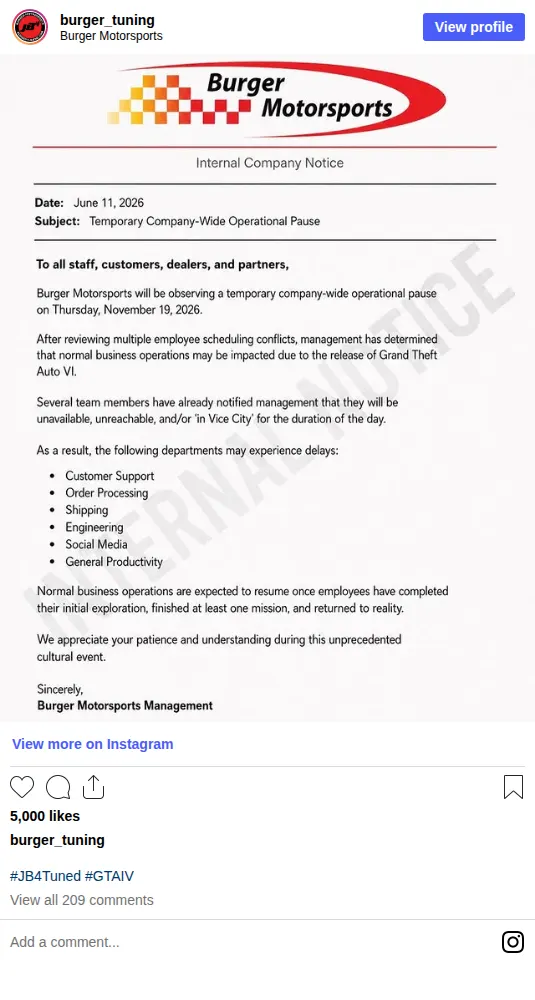 burger_tuning
Burger Motorsports
View profile
JB4
Burger
Motorsports
Internal Company Notice
Date: June 11, 2026
Subject: Temporary Company-Wide Operational Pause
To all staff, customers, dealers, and partners,
Burger Motorsports will be observing a temporary company-wide operational pause
on Thursday, November 19, 2026.
After reviewing multiple employee scheduling conflicts, management has determined
that normal business operations may be impacted due to the release of Grand Theft
Auto VI.
Several team members have already notified management that they will be
unavailable, unreachable, and/or 'in Vice City' for the duration of the day.
As a result, the following departments may experience delays:
• Customer Support
• Order Processing
• Shipping
• Engineering
• Social Media
• General Productivity
Normal business operations are expected to resume once employees have completed
their initial exploration, finished at least one mission, and returned to reality.
We appreciate your patience and understanding during this unprecedented
cultural event.
Sincerely,
Burger Motorsports Management
INTERNAL NOTICE
View more on Instagram
5,000 likes
burger_tuning
#JB4Tuned #GTAIV
View all 209 comments
Add a comment...